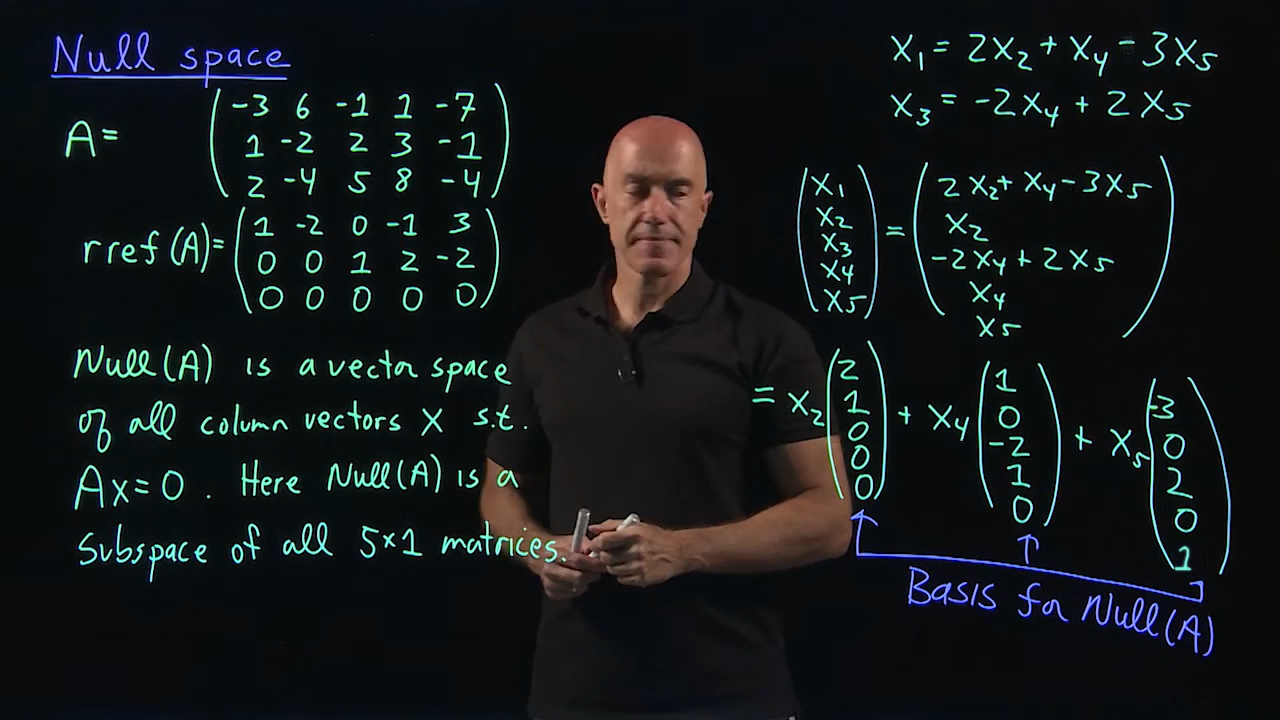 Null space
A= (-3 6 -1 1 -7
1 -2 2 3 -1
2 -4 5 8 -4)
rref(A)= (1 -2 0 -1 3
0 0 1 2 -2
0 0 0 0 0)
Null(A) is a vector space
of all column vectors X s.t.
Ax=0. Here Null(A) is a
subspace of all 5×1 matrices.
x₁ = 2x₂ + x₄ - 3x₅
x₃ = -2x₄ + 2x₅
(x₁
x₂
x₃
x₄
x₅)
=
(2x₂ + x₄ - 3x₅
x₂
-2x₄ + 2x₅
x₄
x₅)
= x₂ (2
1
0
0
0)
+ x₄ (1
0
-2
1
0)
+ x₅ (-3
0
2
0
1)
Basis for Null(A)